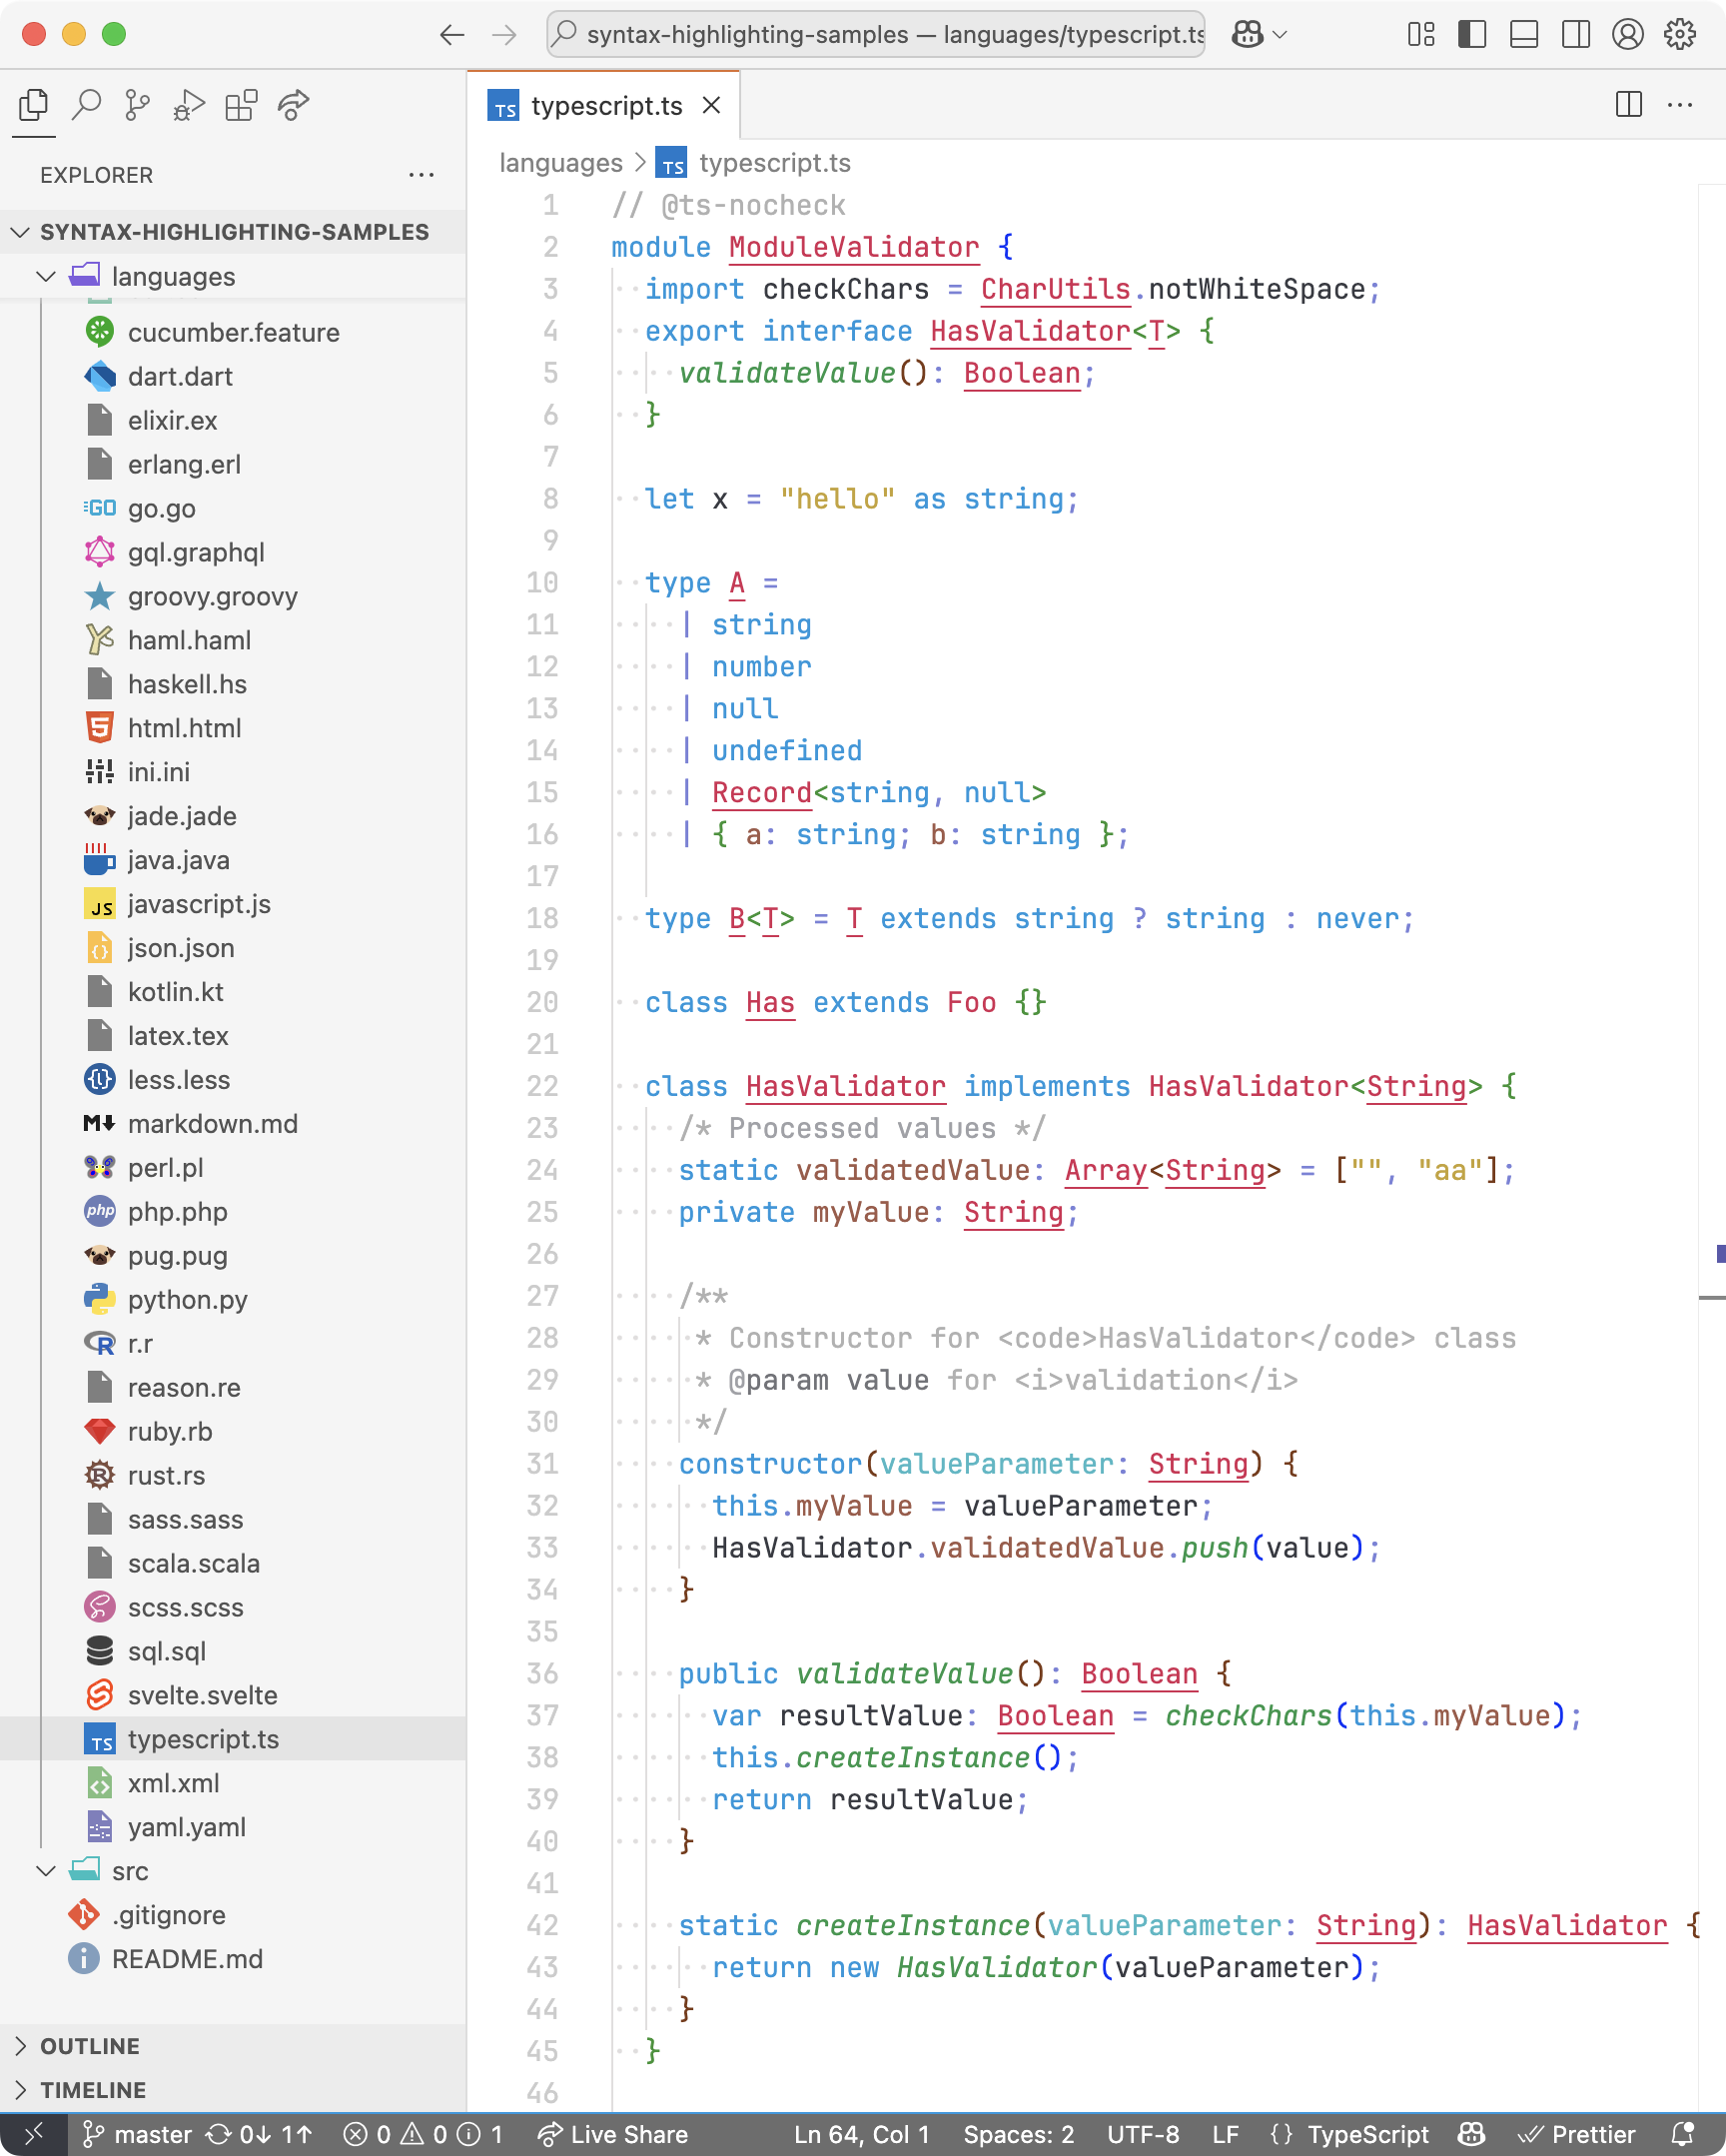 syntax-highlighting-samples — languages/typescript.ts
EXPLORER
SYNTAX-HIGHLIGHTING-SAMPLES
languages
cucumber.feature
dart.dart
elixir.ex
erlang.erl
GO go.go
gql.graphql
groovy.groovy
haml.haml
haskell.hs
html.html
ini.ini
jade.jade
java.java
JS javascript.js
json.json
kotlin.kt
latex.tex
less.less
M markdown.md
perl.pl
php php.php
pug.pug
python.py
R r.r
reason.re
ruby.rb
R rust.rs
sass.sass
scala.scala
scss.scss
sql.sql
svelte.svelte
TS typescript.ts
xml.xml
yaml.yaml
src
.gitignore
README.md
OUTLINE
TIMELINE
TS typescript.ts
languages > TS typescript.ts
1 // @ts-nocheck
2 module ModuleValidator {
3 import checkChars = CharUtils.notWhiteSpace;
4 export interface HasValidator<T> {
5 validateValue(): Boolean;
6 }
7
8 let x = "hello" as string;
9
10 type A =
11 | string
12 | number
13 | null
14 | undefined
15 | Record<string, null>
16 | { a: string; b: string };
17
18 type B<T> = T extends string ? string : never;
19
20 class Has extends Foo {}
21
22 class HasValidator implements HasValidator<String> {
23 /* Processed values */
24 static validatedValue: Array<String> = ["", "aa"];
25 private myValue: String;
26
27 /**
28 * Constructor for <code>HasValidator</code> class
29 * @param value for <i>validation</i>
30 */
31 constructor(valueParameter: String) {
32 this.myValue = valueParameter;
33 HasValidator.validatedValue.push(value);
34 }
35
36 public validateValue(): Boolean {
37 var resultValue: Boolean = checkChars(this.myValue);
38 this.createInstance();
39 return resultValue;
40 }
41
42 static createInstance(valueParameter: String): HasValidator {
43 return new HasValidator(valueParameter);
44 }
45 }
46
master 0↓ 1↑ 0 0 1 Live Share Ln 64, Col 1 Spaces: 2 UTF-8 LF {} TypeScript Prettier